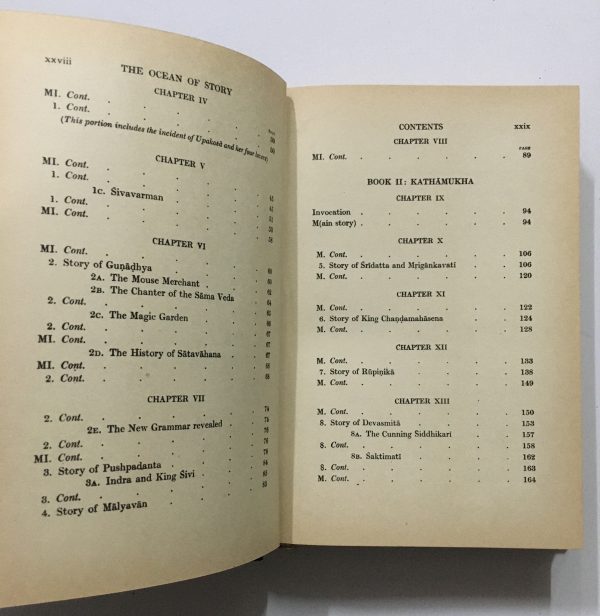 xxviii
THE OCEAN OF STORY
CHAPTER IV
MI. Cont.
1. Cont.
(This portion includes the incident of Upakośā and her four lovers)
CHAPTER V
MI. Cont.
1. Cont.
1C. Śivavarman
1. Cont.
MI. Cont.
CHAPTER VI
MI. Cont.
2. Story of Guṇāḍhya
2A. The Mouse Merchant
2B. The Chanter of the Sāma Veda
2. Cont.
2C. The Magic Garden
2. Cont.
MI. Cont.
2D. The History of Sātavāhana
MI. Cont.
2. Cont.
CHAPTER VII
2. Cont.
2E. The New Grammar revealed
2. Cont.
MI. Cont.
3. Story of Pushpadanta
3A. Indra and King Śivi
3. Cont.
4. Story of Mālyavān
CONTENTS xxix
CHAPTER VIII
PAGE
MI. Cont. 89
BOOK II: KATHĀMUKHA
CHAPTER IX
Invocation 94
M(ain story) 94
CHAPTER X
M. Cont. 106
5. Story of Śrīdatta and Mṛigānkavatī 106
M. Cont. 120
CHAPTER XI
M. Cont. 122
6. Story of King Chaṇḍamahāsena 124
M. Cont. 128
CHAPTER XII
M. Cont. 133
7. Story of Rūpiṇikā 138
M. Cont. 149
CHAPTER XIII
M. Cont. 150
8. Story of Devasmitā 153
8A. The Cunning Siddhikarī 157
8. Cont. 158
8B. Śaktimatī 162
8. Cont. 163
M. Cont. 164